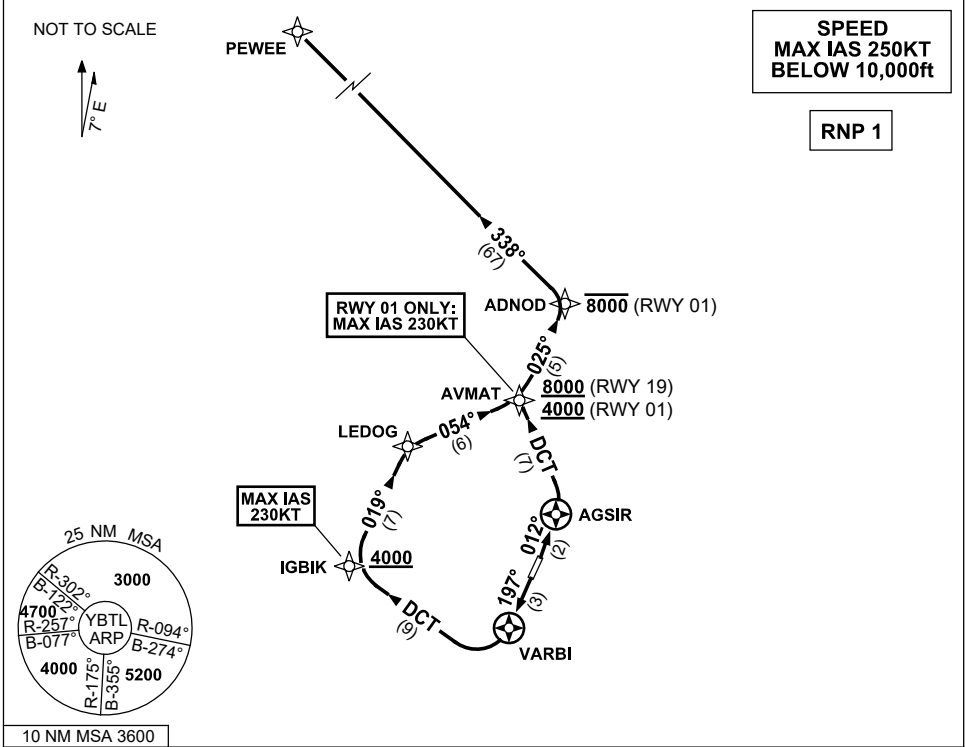 NOT TO SCALE
7° E
PEWEE
SPEED
MAX IAS 250KT
BELOW 10,000ft
RNP 1
338°
(67)
ADNOD
8000 (RWY 01)
RWY 01 ONLY:
MAX IAS 230KT
025°
(5)
AVMAT
8000 (RWY 19)
4000 (RWY 01)
LEDOG
054°
(6)
DCT
(7)
MAX IAS
230KT
019°
(7)
AGSIR
012°
(2)
IGBIK
4000
197°
(3)
DCT
(9)
VARBI
25 NM MSA
3000
R-302°
B-122°
4700
R-257°
B-077°
YBTL
ARP
R-094°
B-274°
4000
R-175°
B-355°
5200
10 NM MSA 3600